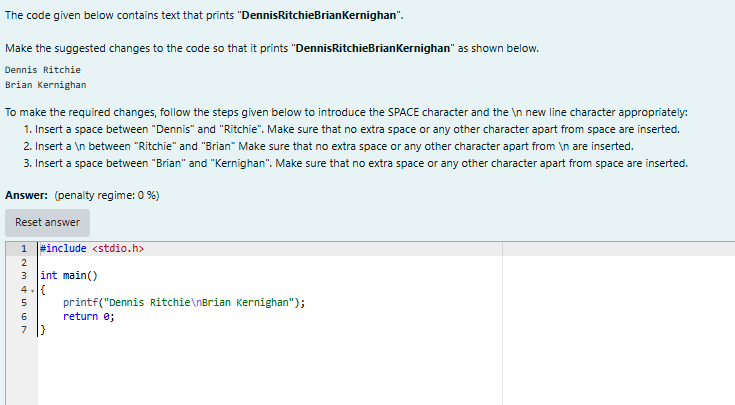 The code given below contains text that prints "DennisRitchieBrianKernighan".
Make the suggested changes to the code so that it prints "DennisRitchieBrianKernighan" as shown below.
Dennis Ritchie
Brian Kernighan
To make the required changes, follow the steps given below to introduce the SPACE character and the \n new line character appropriately:
1. Insert a space between "Dennis" and "Ritchie". Make sure that no extra space or any other character apart from space are inserted.
2. Insert a \n between "Ritchie" and "Brian" Make sure that no extra space or any other character apart from \n are inserted.
3. Insert a space between "Brian" and "Kernighan". Make sure that no extra space or any other character apart from space are inserted.
Answer: (penalty regime: 0 %)
Reset answer
1 #include <stdio.h>
2
3 int main()
4 {
5 printf("Dennis Ritchie\nBrian Kernighan");
6 return 0;
7 }